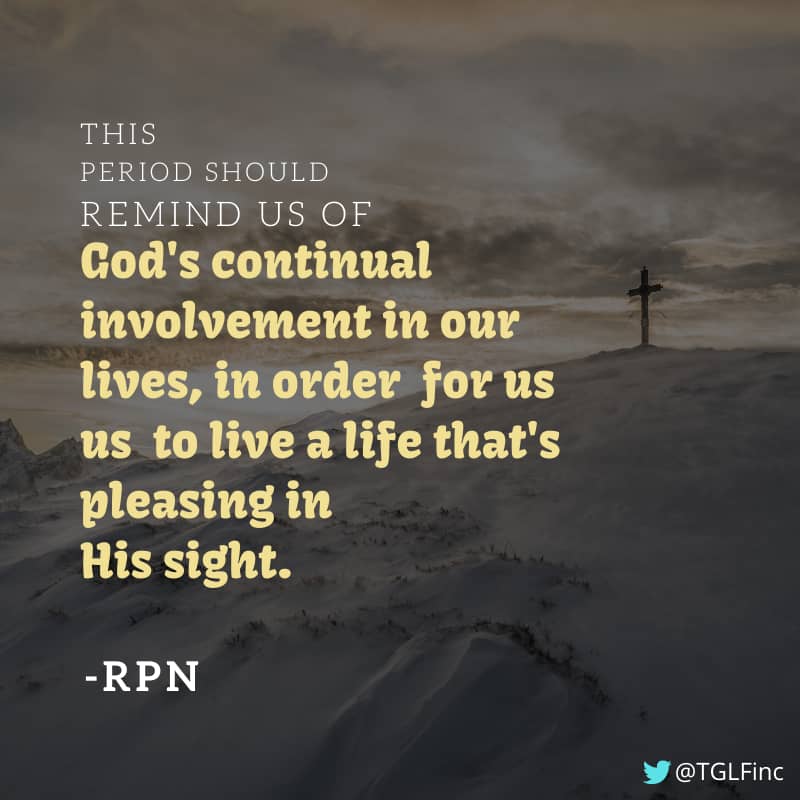 THIS
PERIOD SHOULD
REMIND US OF
God's continual
involvement in our
lives, in order for us
us to live a life that's
pleasing in
His sight.
-RPN
@TGLFinc